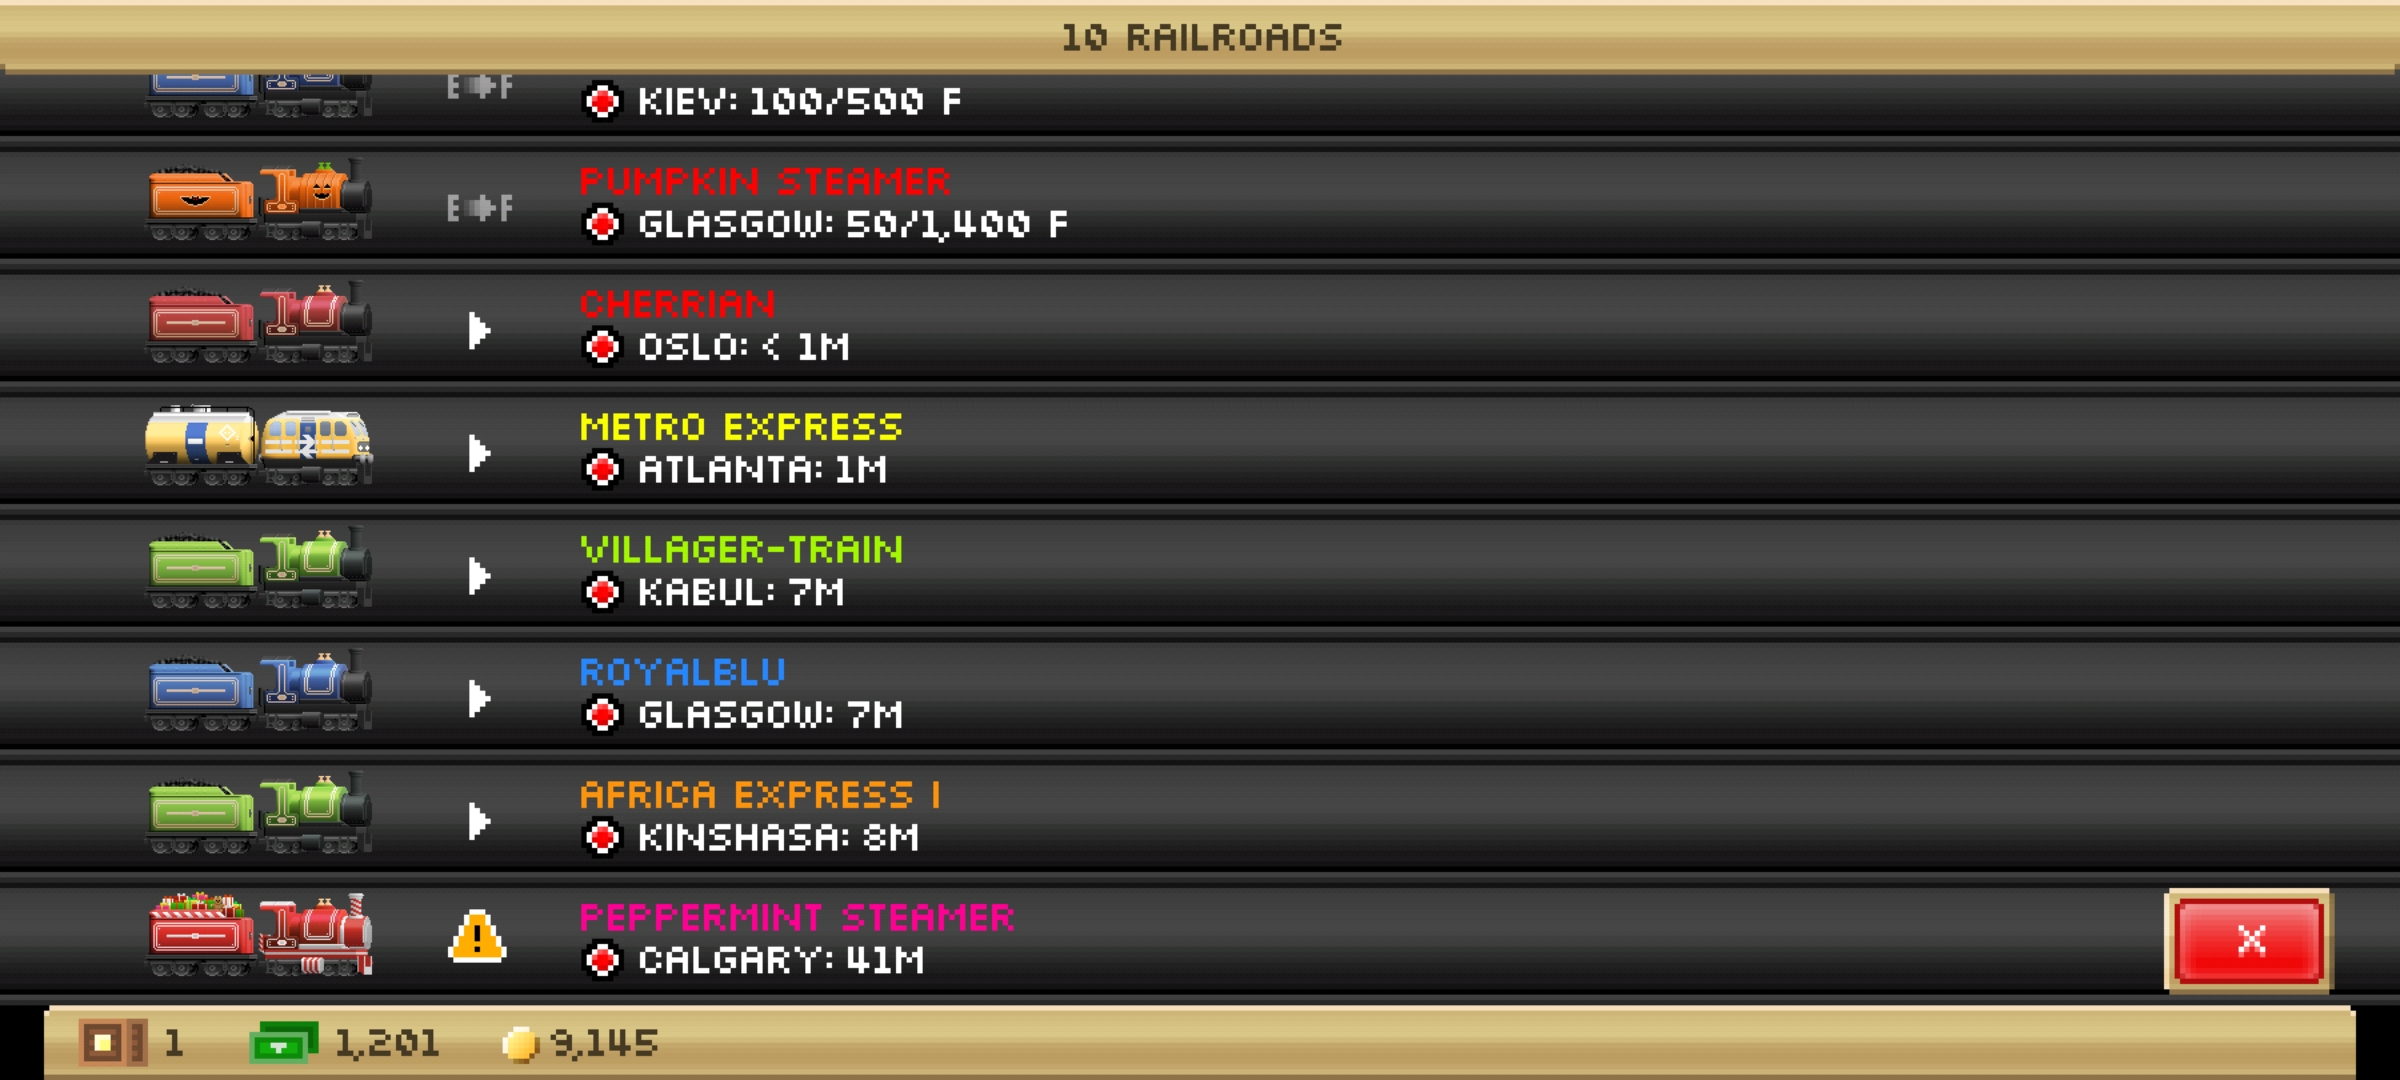 10 RAILROADS
E F
KIEV: 100/500 F
PUMPKIN STEAMER
E F
GLASGOW: 50/1,400 F
CHERRIAN
OSLO: < 1M
METRO EXPRESS
ATLANTA: 1M
VILLAGER-TRAIN
KABUL: 7M
ROYALBLU
GLASGOW: 7M
AFRICA EXPRESS I
KINSHASA: 8M
PEPPERMINT STEAMER
!
CALGARY: 41M
X
1 1,201 9,145